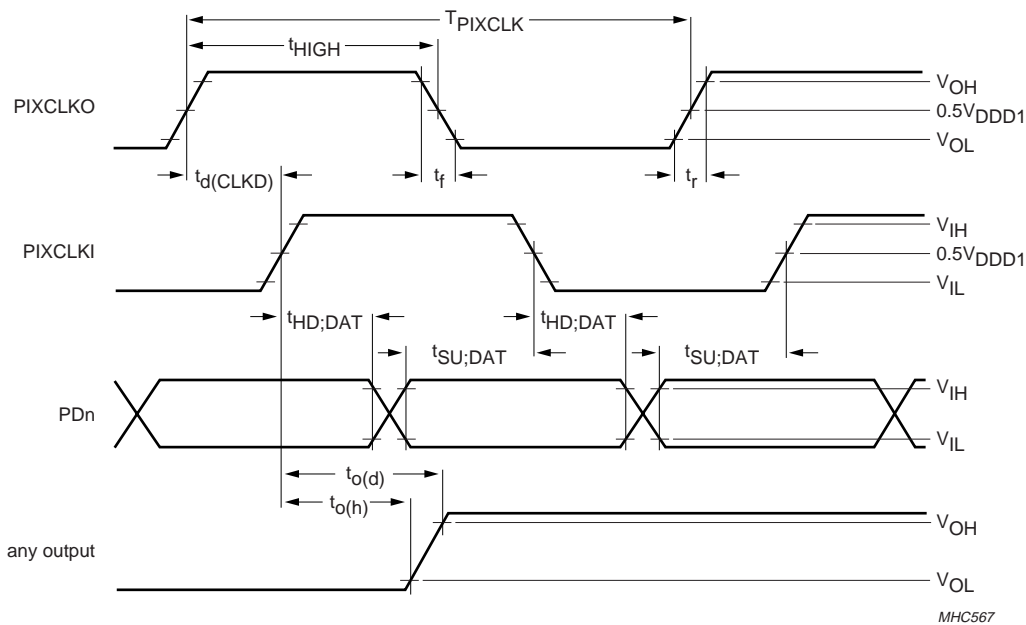 TPIXCLK
tHIGH
PIXCLKO
VOH
0.5VDDD1
VOL
td(CLKD)
tf
tr
PIXCLKI
VIH
0.5VDDD1
VIL
tHD;DAT
tHD;DAT
tSU;DAT
tSU;DAT
PDn
VIH
VIL
to(d)
to(h)
any output
VOH
VOL
MHC567